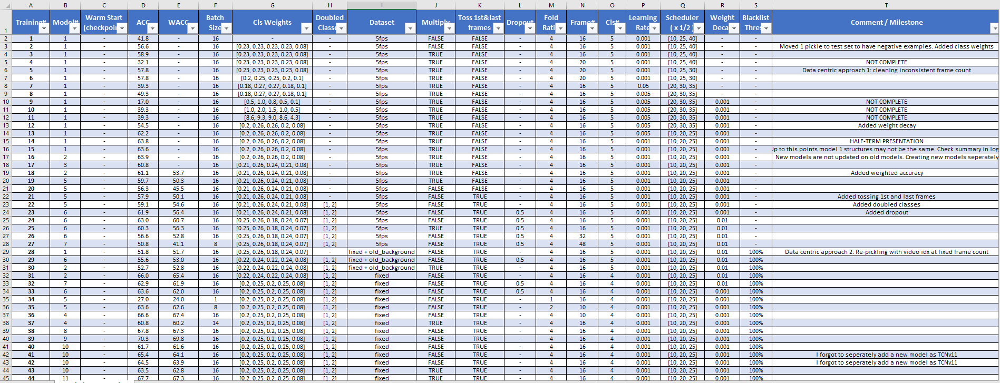 A B C D E F G H I J K L M N O P Q R S T
1 Training# Model# Warm Start (checkpoin ACC WACC Batch Size Cls Weights Doubled Classe Dataset Multiply Toss 1st&last frames Dropout Fold Rati Frame# Cls# Learning Rate Scheduler ( x 1/2 ) Weight Deca Blacklist Thres Comment / Milestone
2 1 1 - 41.8 - 16 - - 5fps FALSE FALSE - 4 16 5 0.001 [10, 25, 40] - -
3 2 1 - 56.6 - 16 [0.23, 0.23, 0.23, 0.23, 0.08] - 5fps FALSE FALSE - 4 16 5 0.001 [10, 25, 40] - - Moved 1 pickle to test set to have negative examples. Added class weights
4 3 1 - 58.9 - 16 [0.23, 0.23, 0.23, 0.23, 0.08] - 5fps TRUE FALSE - 4 16 5 0.001 [10, 25, 40] - -
5 4 1 - 32.1 - 16 [0.23, 0.23, 0.23, 0.23, 0.08] - 5fps TRUE FALSE - 4 20 5 0.001 [10, 25, 40] - - NOT COMPLETE
6 5 1 - 57.8 - 16 [0.23, 0.23, 0.23, 0.23, 0.08] - 5fps TRUE FALSE - 4 20 5 0.001 [10, 25, 30] - - Data centric approach 1: cleaning inconsistent frame count
7 6 1 - 57.8 - 16 [0.2, 0.25, 0.25, 0.2, 0.1] - 5fps TRUE FALSE - 4 20 5 0.001 [10, 25, 30] - -
8 7 1 - 39.3 - 16 [0.18, 0.27, 0.27, 0.18, 0.1] - 5fps TRUE FALSE - 4 16 5 0.05 [20, 30, 35] - -
9 8 1 - 49.3 - 16 [0.18, 0.27, 0.27, 0.18, 0.1] - 5fps TRUE FALSE - 4 16 5 0.005 [20, 30, 35] - -
10 9 1 - 17.0 - 16 [0.5, 1.0, 0.8, 0.5, 0.1] - 5fps TRUE FALSE - 4 16 5 0.005 [20, 30, 35] 0.001 - NOT COMPLETE
11 10 1 - 39.3 - 16 [1.0, 2.0, 1.5, 1.0, 0.5] - 5fps TRUE FALSE - 4 16 5 0.005 [20, 30, 35] 0.001 - NOT COMPLETE
12 11 1 - 39.3 - 16 [8.6, 9.3, 9.0, 8.6, 4.3] - 5fps TRUE FALSE - 4 16 5 0.005 [20, 30, 35] 0.001 - NOT COMPLETE
13 12 1 - 54.5 - 16 [0.2, 0.26, 0.26, 0.2, 0.08] - 5fps TRUE FALSE - 4 16 5 0.005 [20, 30, 35] 0.001 - Added weight decay
14 13 1 - 62.2 - 16 [0.2, 0.26, 0.26, 0.2, 0.08] - 5fps TRUE FALSE - 4 16 5 0.005 [10, 20, 25] 0.001 -
15 14 1 - 63.8 - 16 [0.2, 0.26, 0.26, 0.2, 0.08] - 5fps TRUE FALSE - 4 16 5 0.001 [10, 20, 25] 0.001 - HALF-TERM PRESENTATION
16 15 1 - 63.6 - 16 [0.2, 0.26, 0.26, 0.2, 0.08] - 5fps TRUE FALSE - 4 16 5 0.001 [10, 20, 25] 0.001 - Up to this points model 1 structures may not be the same. Check summary in log
17 16 2 - 63.9 - 16 [0.2, 0.26, 0.26, 0.2, 0.08] - 5fps TRUE FALSE - 4 16 5 0.001 [10, 20, 25] 0.001 - New models are not updated on old models. Creating new models seperately
18 17 3 - 60.8 - 16 [0.21, 0.26, 0.24, 0.21, 0.08] - 5fps TRUE FALSE - 4 16 5 0.001 [10, 20, 25] 0.001 -
19 18 2 - 61.1 53.7 16 [0.21, 0.26, 0.24, 0.21, 0.08] - 5fps TRUE FALSE - 4 16 5 0.001 [10, 20, 25] 0.001 - Added weighted accuracy
20 19 5 - 59.7 50.3 16 [0.21, 0.26, 0.24, 0.21, 0.08] - 5fps TRUE FALSE - 4 16 5 0.001 [10, 20, 25] 0.001 -
21 20 5 - 56.3 45.5 16 [0.21, 0.26, 0.24, 0.21, 0.08] - 5fps FALSE FALSE - 4 16 5 0.001 [10, 20, 25] 0.001 -
22 21 5 - 57.9 50.1 16 [0.21, 0.26, 0.24, 0.21, 0.08] - 5fps FALSE TRUE - 4 16 5 0.001 [10, 20, 25] 0.001 - Added tossing 1st and last frames
23 22 5 - 59.1 54.6 16 [0.21, 0.26, 0.24, 0.21, 0.08] [1, 2] 5fps FALSE TRUE - 4 16 5 0.001 [10, 20, 25] 0.001 - Added doubled classes
24 23 6 - 61.9 56.4 16 [0.21, 0.26, 0.24, 0.21, 0.08] [1, 2] 5fps FALSE TRUE 0.5 4 16 5 0.001 [10, 20, 25] 0.001 - Added dropout
25 24 6 - 63.0 60.7 16 [0.25, 0.26, 0.18, 0.24, 0.07] [1, 2] 5fps FALSE TRUE 0.5 4 16 5 0.001 [10, 20, 25] 0.01 -
26 25 6 - 60.3 56.3 16 [0.25, 0.26, 0.18, 0.24, 0.07] [1, 2] 5fps TRUE TRUE 0.5 4 16 5 0.001 [10, 20, 25] 0.01 -
27 26 6 - 56.6 52.8 16 [0.25, 0.26, 0.18, 0.24, 0.07] [1, 2] 5fps FALSE TRUE 0.5 4 32 5 0.001 [10, 20, 25] 0.01 -
28 27 7 - 50.8 41.1 8 [0.25, 0.26, 0.18, 0.24, 0.07] [1, 2] 5fps FALSE TRUE 0.5 4 48 5 0.001 [10, 20, 25] 0.01 -
29 28 1 - 51.8 51.7 16 [0.25, 0.26, 0.18, 0.24, 0.07] - fixed + old_background FALSE TRUE - 4 16 5 0.001 [10, 20, 25] 0.01 100% Data centric approach 2: Re-pickling with video idx at fixed frame count
30 29 6 - 55.6 53.0 16 [0.22, 0.24, 0.22, 0.24, 0.08] [1, 2] fixed + old_background FALSE TRUE 0.5 4 16 5 0.001 [10, 20, 25] 0.01 100%
31 30 2 - 52.7 52.8 16 [0.22, 0.24, 0.22, 0.24, 0.08] [1, 2] fixed + old_background TRUE TRUE - 4 16 5 0.001 [10, 20, 25] 0.01 100%
32 31 2 - 66.0 65.4 16 [0.22, 0.24, 0.22, 0.24, 0.08] [1, 2] fixed FALSE TRUE - 4 16 4 0.001 [10, 20, 25] 0.01 100%
33 32 7 - 62.9 61.9 16 [0.2, 0.25, 0.2, 0.25, 0.08] [1, 2] fixed FALSE TRUE 0.5 4 16 4 0.001 [10, 20, 25] 0.01 100%
34 33 6 - 63.6 62.0 16 [0.2, 0.25, 0.2, 0.25, 0.08] [1, 2] fixed FALSE TRUE 0.5 4 16 4 0.001 [10, 20, 25] 0.001 100%
35 34 5 - 27.0 24.0 1 [0.2, 0.25, 0.2, 0.25, 0.08] [1, 2] fixed FALSE TRUE - 1 16 4 0.001 [10, 20, 25] 0.001 100%
36 35 5 - 63.6 62.6 8 [0.2, 0.25, 0.2, 0.25, 0.08] [1, 2] fixed FALSE TRUE - 2 10 4 0.001 [10, 20, 25] 0.001 100%
37 36 4 - 66.6 67.4 16 [0.2, 0.25, 0.2, 0.25, 0.08] [1, 2] fixed FALSE TRUE - 4 10 4 0.001 [10, 20, 25] 0.001 100%
38 37 4 - 60.8 60.2 14 [0.2, 0.25, 0.2, 0.25, 0.08] [1, 2] fixed TRUE TRUE - 4 16 4 0.001 [10, 20, 25] 0.001 100%
39 38 8 - 67.8 67.3 16 [0.2, 0.25, 0.2, 0.25, 0.08] [1, 2] fixed FALSE TRUE - 4 16 4 0.001 [10, 20, 25] 0.001 100%
40 39 9 - 70.3 69.8 16 [0.2, 0.25, 0.2, 0.25, 0.08] [1, 2] fixed FALSE TRUE - 4 16 4 0.001 [10, 20, 25] 0.001 100%
41 40 10 - 61.7 61.6 16 [0.2, 0.25, 0.2, 0.25, 0.08] [1, 2] fixed FALSE TRUE - 4 16 4 0.001 [10, 20, 25] 0.001 100%
42 41 10 - 65.4 64.1 16 [0.2, 0.25, 0.2, 0.25, 0.08] [1, 2] fixed FALSE TRUE - 4 16 4 0.001 [10, 20, 25] 0.001 100% I forgot to seperately add a new model as TCNv11
43 42 10 - 64.5 63.9 16 [0.2, 0.25, 0.2, 0.25, 0.08] [1, 2] fixed FALSE TRUE - 4 16 4 0.001 [10, 20, 25] 0.001 100% I forgot to seperately add a new model as TCNv11
44 43 10 - 63.5 62.8 16 [0.2, 0.25, 0.2, 0.25, 0.08] [1, 2] fixed TRUE TRUE - 4 16 4 0.001 [10, 20, 25] 0.001 100%
45 44 11 - 67.7 67.3 16 [0.2, 0.25, 0.2, 0.25, 0.08] [1, 2] fixed FALSE TRUE - 4 16 4 0.001 [10, 20, 25] 0.001 100%